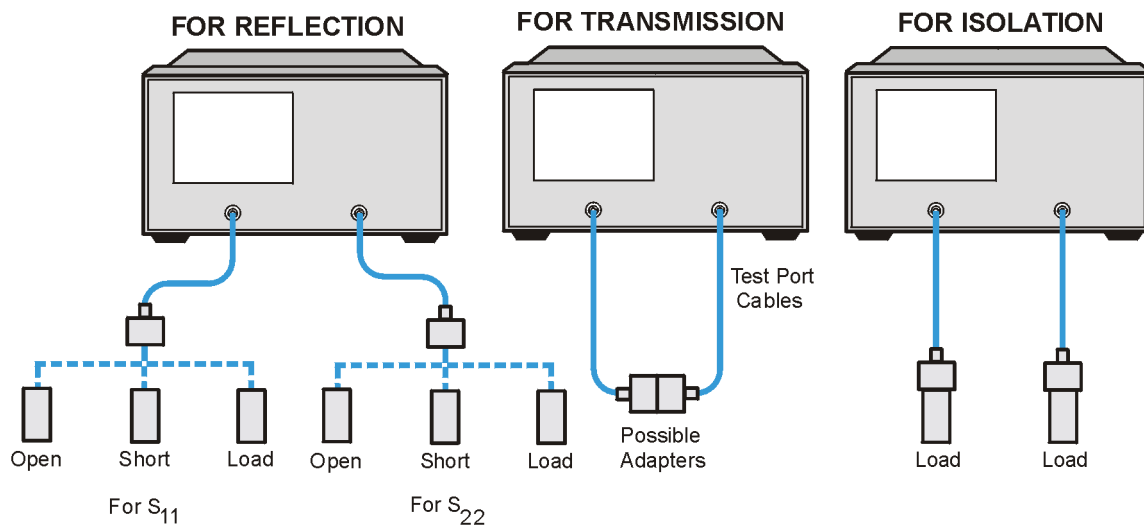 FOR REFLECTION
FOR TRANSMISSION
FOR ISOLATION
Test Port
Cables
Open
Short
Load
Open
Short
Load
Possible
Adapters
Load
Load
For S11
For S22